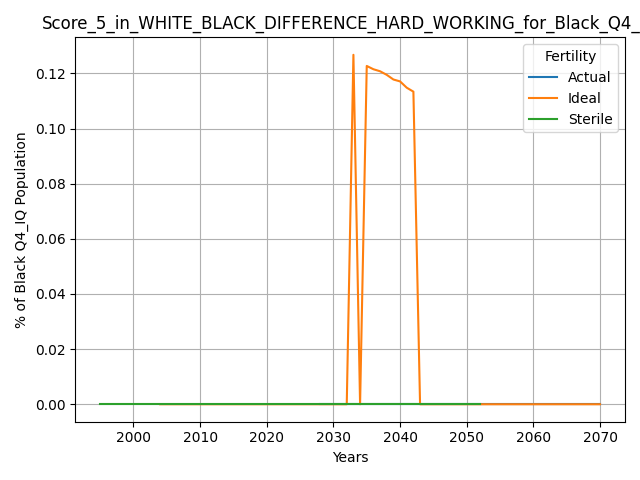 Score_5_in_WHITE_BLACK_DIFFERENCE_HARD_WORKING_for_Black_Q4_
% of Black Q4_IQ Population
0.12
0.10
0.08
0.06
0.04
0.02
0.00
Fertility
Actual
Ideal
Sterile
2000 2010 2020 2030 2040 2050 2060 2070
Years